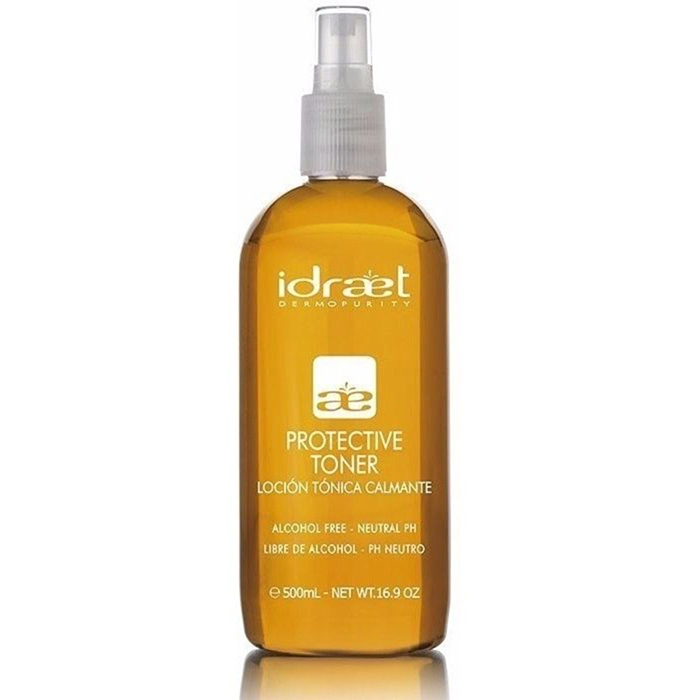 idraet
DERMOPURITY
æ
PROTECTIVE
TONER
LOCIÓN TÓNICA CALMANTE
ALCOHOL FREE - NEUTRAL PH
LIBRE DE ALCOHOL - PH NEUTRO
℮ 500mL - NET WT.16.9 OZ